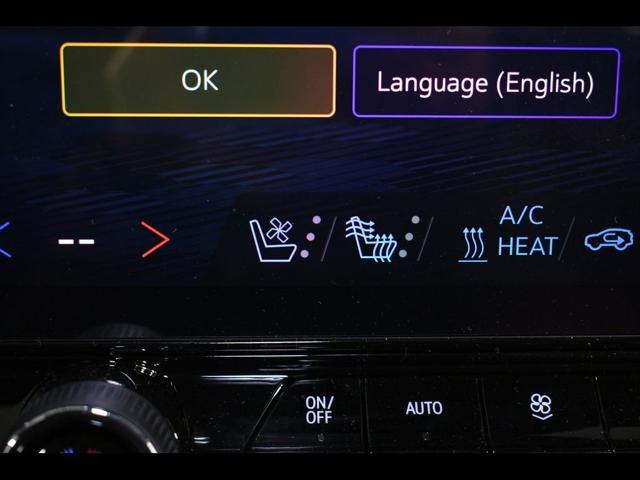 OK
Language (English)
--
A/C
HEAT
ON/
OFF
AUTO